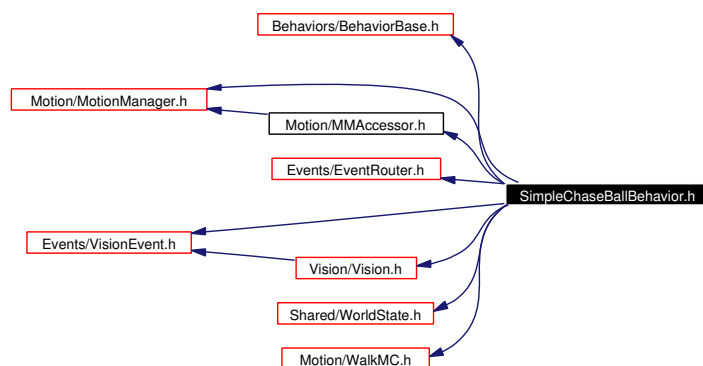 Behaviors/BehaviorBase.h
Motion/MotionManager.h
Motion/MMAccessor.h
Events/EventRouter.h
SimpleChaseBallBehavior.h
Events/VisionEvent.h
Vision/Vision.h
Shared/WorldState.h
Motion/WalkMC.h